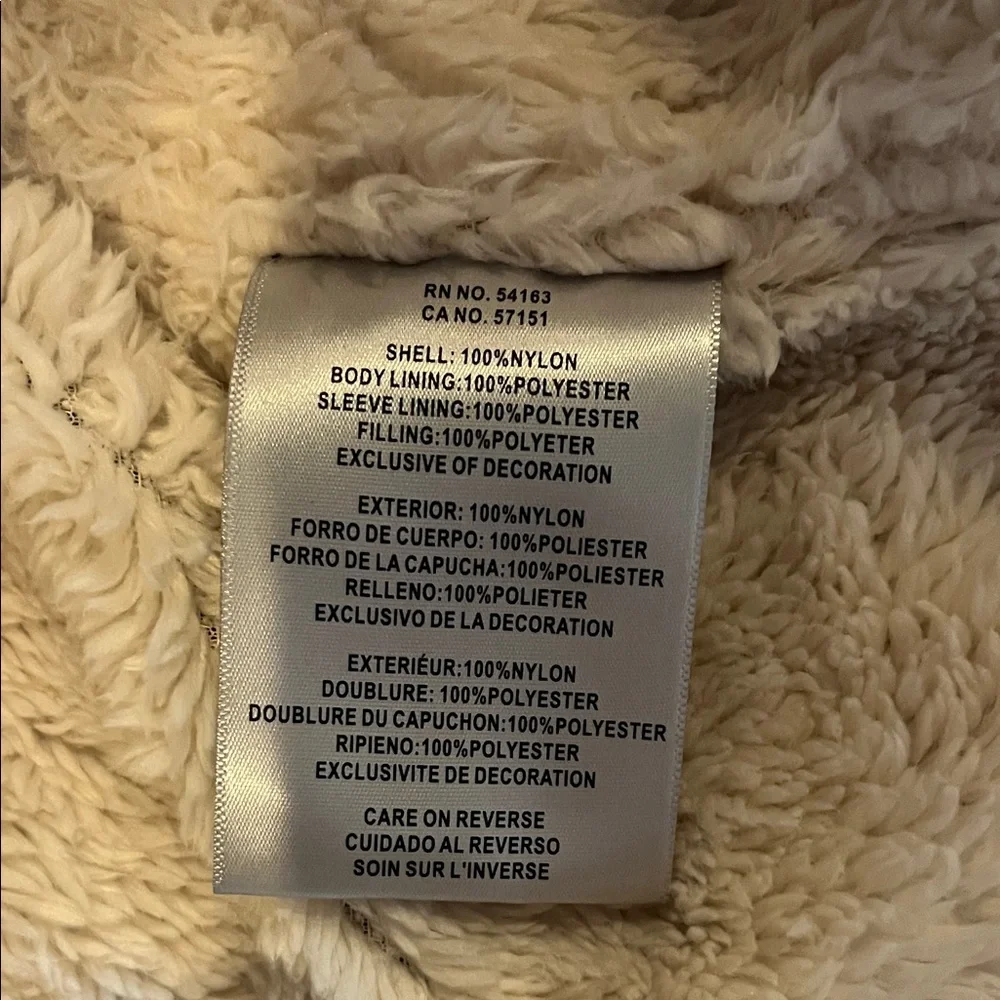 RN NO. 54163
CA NO. 57151
SHELL: 100%NYLON
BODY LINING:100%POLYESTER
SLEEVE LINING:100%POLYESTER
FILLING:100%POLYETER
EXCLUSIVE OF DECORATION
EXTERIOR: 100%NYLON
FORRO DE CUERPO: 100%POLIESTER
FORRO DE LA CAPUCHA:100%POLIESTER
RELLENO:100%POLIETER
EXCLUSIVO DE LA DECORATION
EXTERIÉUR:100%NYLON
DOUBLURE: 100%POLYESTER
DOUBLURE DU CAPUCHON:100%POLYESTER
RIPIENO:100%POLYESTER
EXCLUSIVITE DE DECORATION
CARE ON REVERSE
CUIDADO AL REVERSO
SOIN SUR L'INVERSE